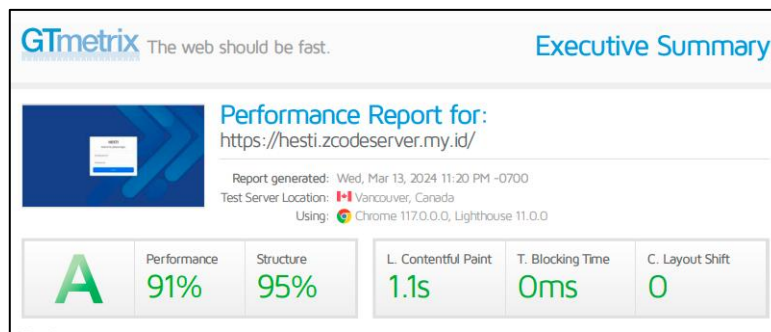 GTmetrix The web should be fast.
Executive Summary
Performance Report for:
https://hesti.zcodeserver.my.id/
Report generated: Wed, Mar 13, 2024 11:20 PM -0700
Test Server Location: Vancouver, Canada
Using: Chrome 117.0.0.0, Lighthouse 11.0.0
HESTI
A
Performance
91%
Structure
95%
L. Contentful Paint
1.1s
T. Blocking Time
0ms
C. Layout Shift
0